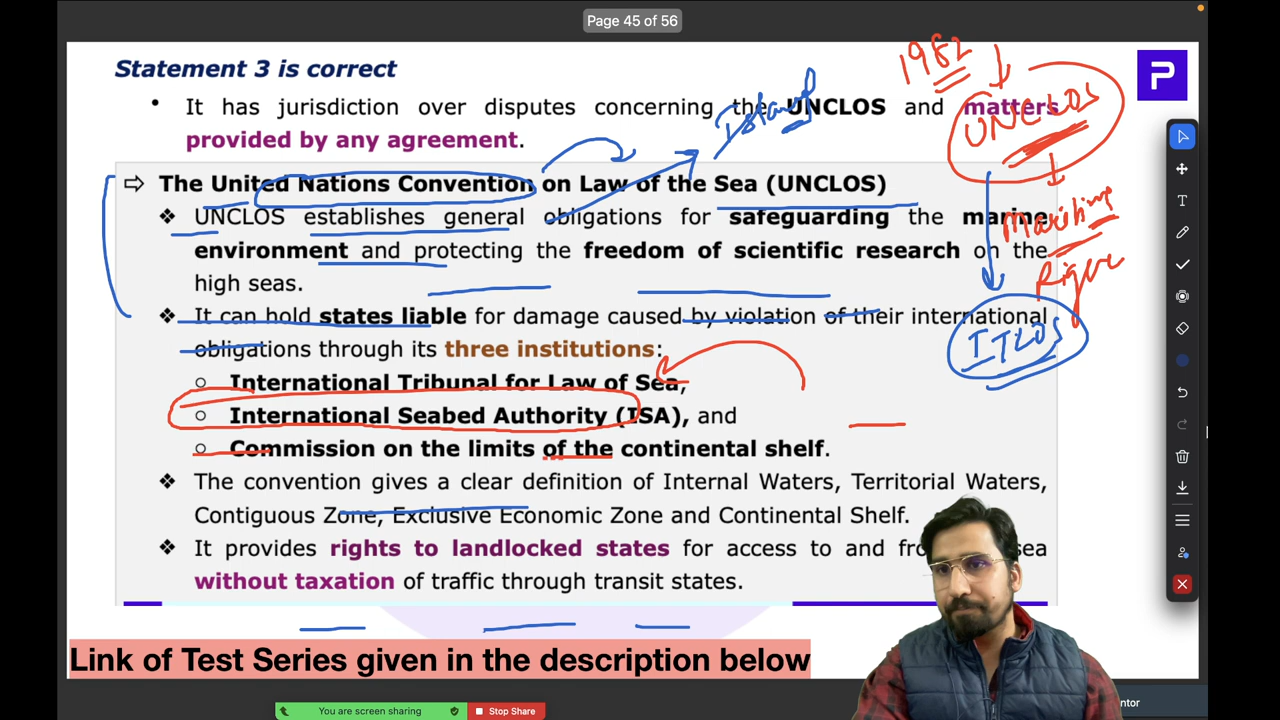 Page 45 of 56
Statement 3 is correct
1982
P
• It has jurisdiction over disputes concerning the UNCLOS and matters
provided by any agreement.
UNCLOS
⇨ The United Nations Convention on Law of the Sea (UNCLOS)
❖ UNCLOS establishes general obligations for safeguarding the marine
environment and protecting the freedom of scientific research on the
high seas.
Maritime
❖ It can hold states liable for damage caused by violation of their international
obligations through its three institutions:
ITLOS
○ International Tribunal for Law of Sea,
○ International Seabed Authority (ISA), and
○ Commission on the limits of the continental shelf.
❖ The convention gives a clear definition of Internal Waters, Territorial Waters,
Contiguous Zone, Exclusive Economic Zone and Continental Shelf.
❖ It provides rights to landlocked states for access to and sea
without taxation of traffic through transit states.
Link of Test Series given in the description below
You are screen sharing
Stop Share